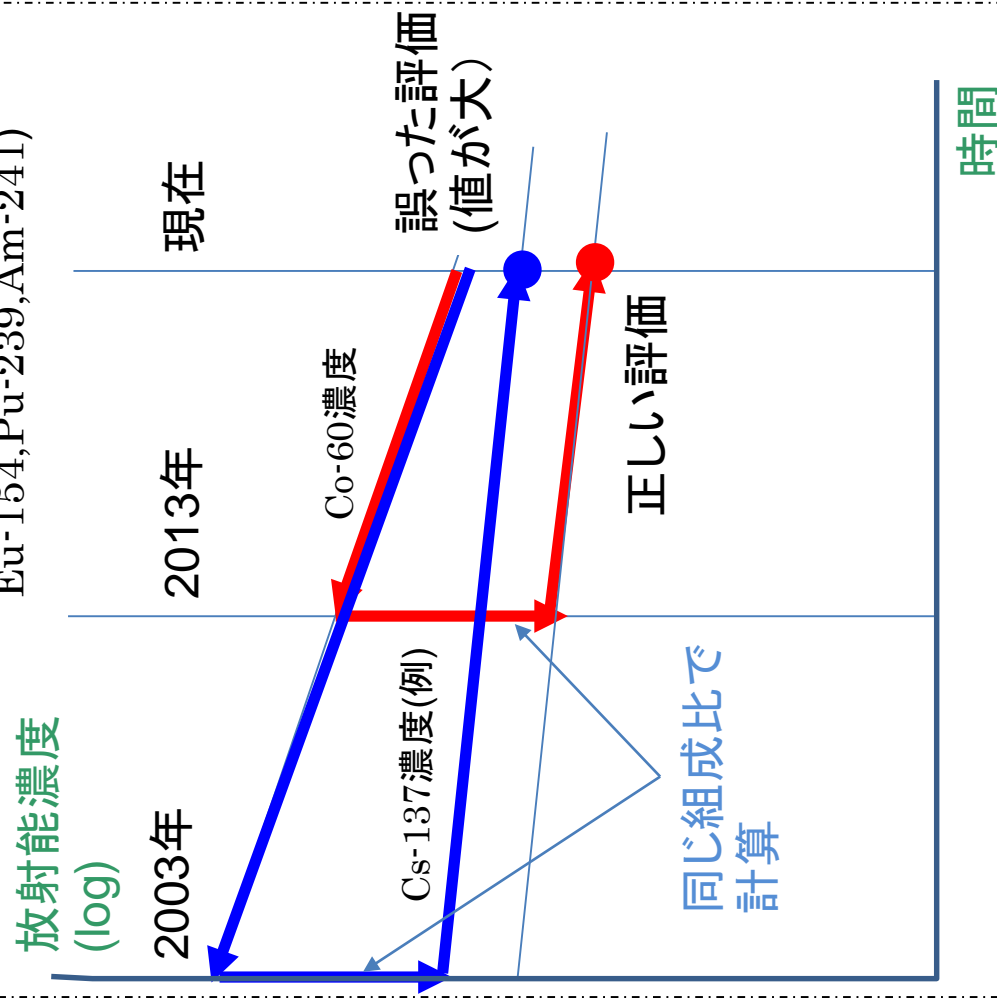 Eu-154,Pu-239,Am-241)
放射能濃度
(log)
2003年
2013年
現在
Co-60濃度
誤った評価
(値が大)
Cs-137濃度(例)
正しい評価
同じ組成比で
計算
時間